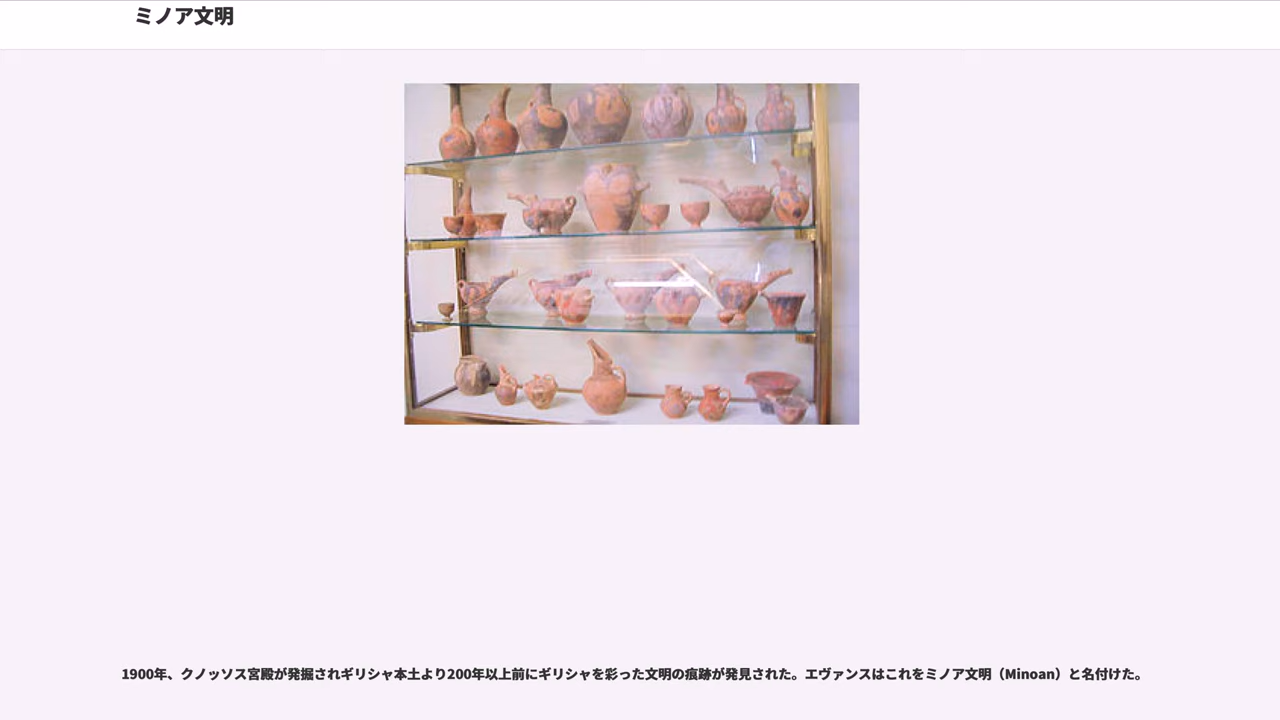 ミノア文明
1900年、クノッソス宮殿が発掘されギリシャ本土より200年以上前にギリシャを彩った文明の痕跡が発見された。エヴァンスはこれをミノア文明（Minoan）と名付けた。